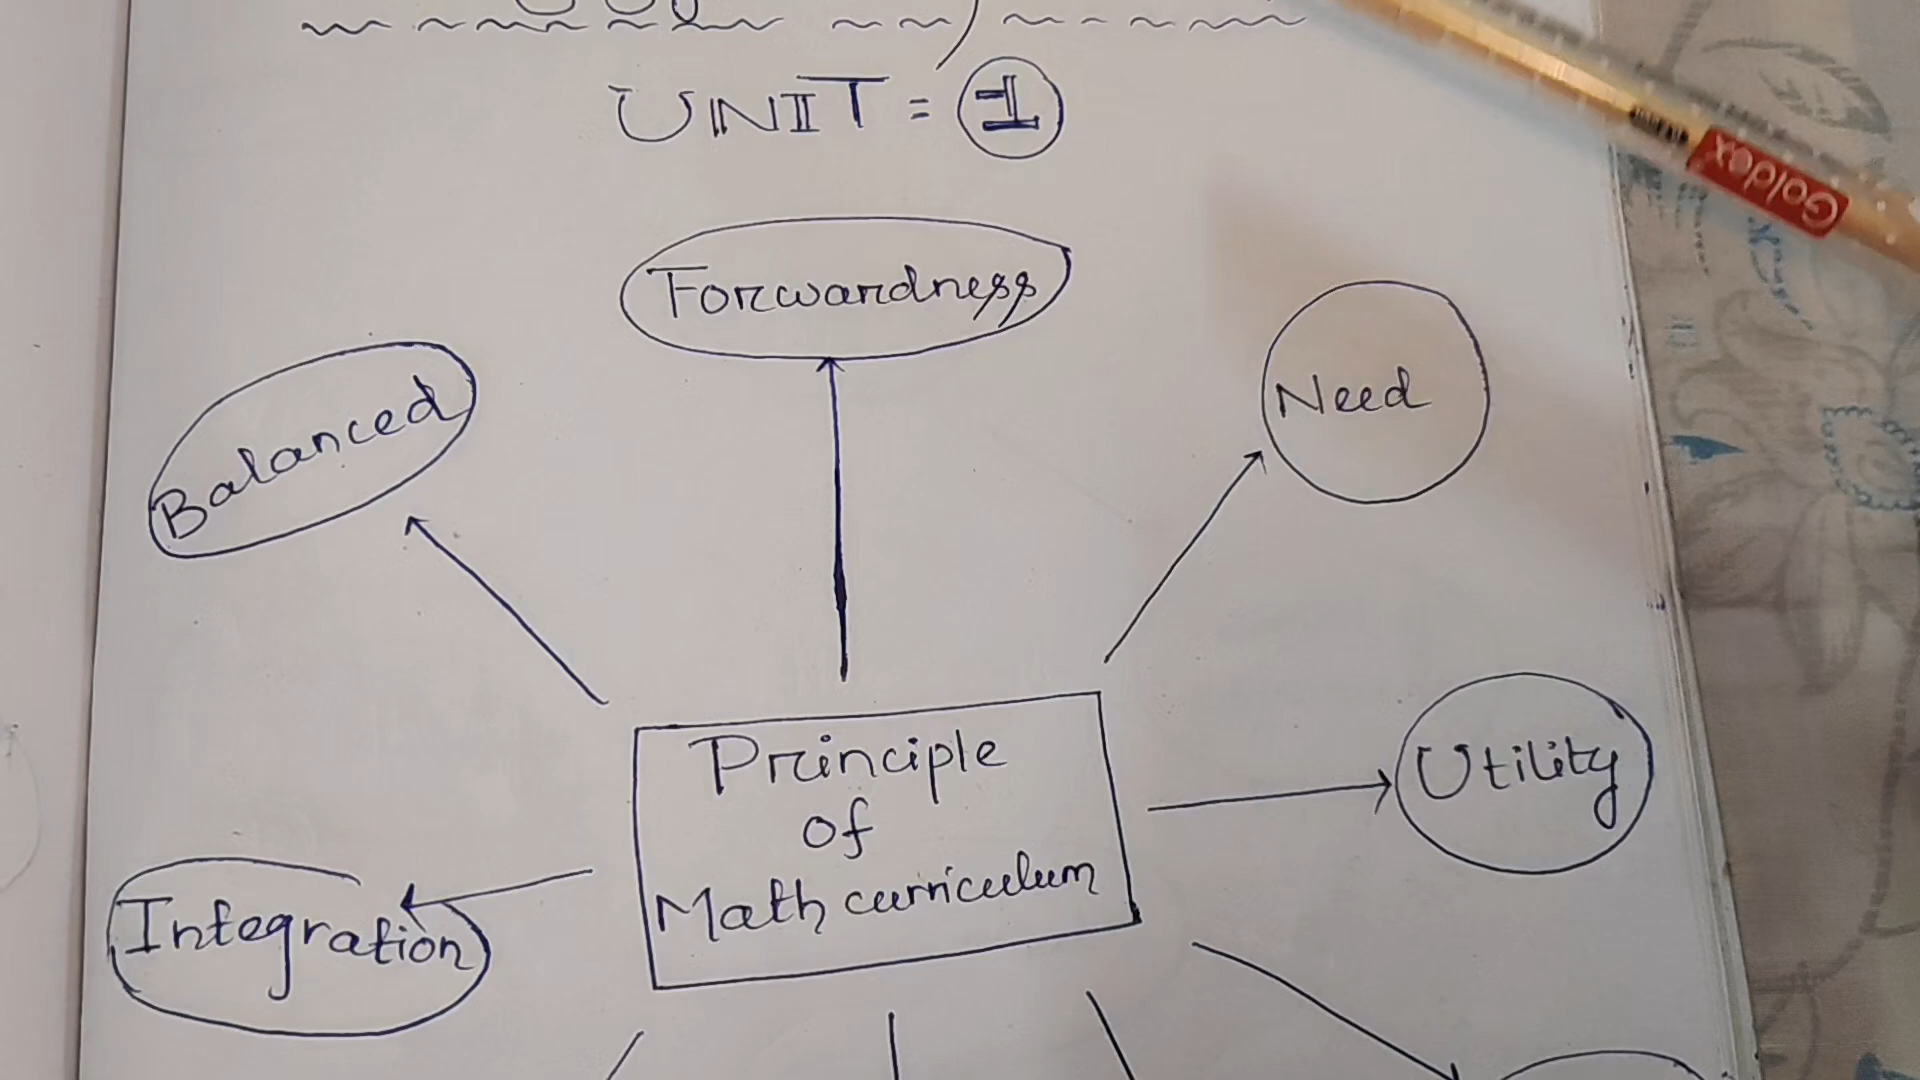 UNIT = 1
Forwardness
Need
Balanced
Utility
Principle
of
Math curriculum
Integration
Goldex